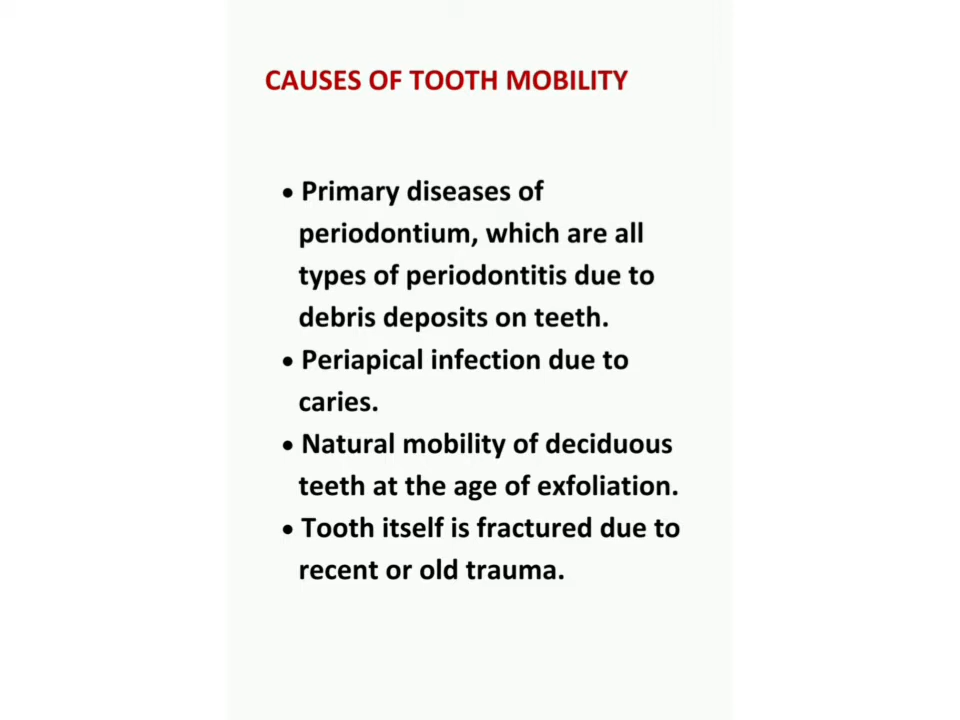 CAUSES OF TOOTH MOBILITY
• Primary diseases of
periodontium, which are all
types of periodontitis due to
debris deposits on teeth.
• Periapical infection due to
caries.
• Natural mobility of deciduous
teeth at the age of exfoliation.
• Tooth itself is fractured due to
recent or old trauma.